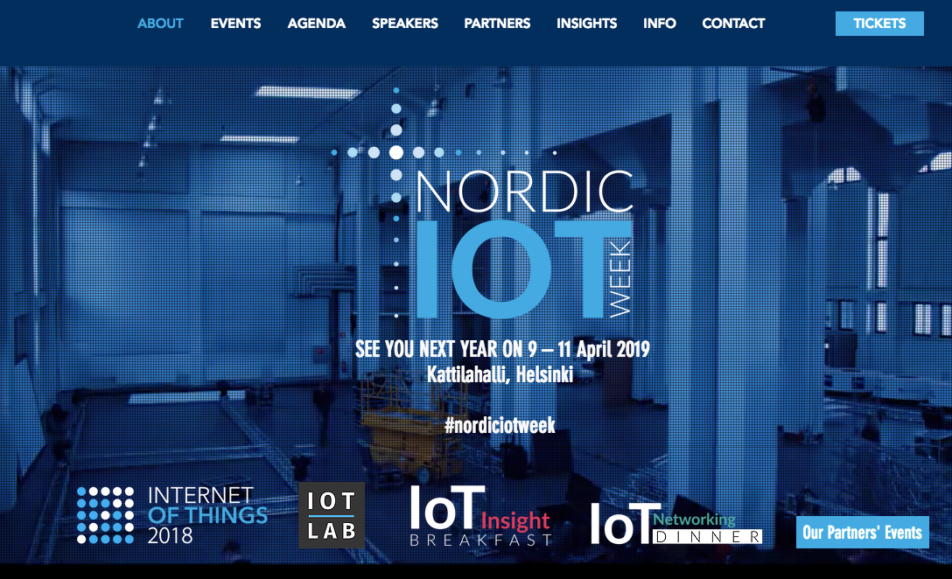 ABOUT EVENTS AGENDA SPEAKERS PARTNERS INSIGHTS INFO CONTACT TICKETS
NORDIC
IOT WEEK
SEE YOU NEXT YEAR ON 9 – 11 April 2019
Kattilahalli, Helsinki
#nordiciotweek
INTERNET
OF THINGS
2018
IOT
LAB
IoT Insight
BREAKFAST
IoT Networking
DINNER
Our Partners' Events